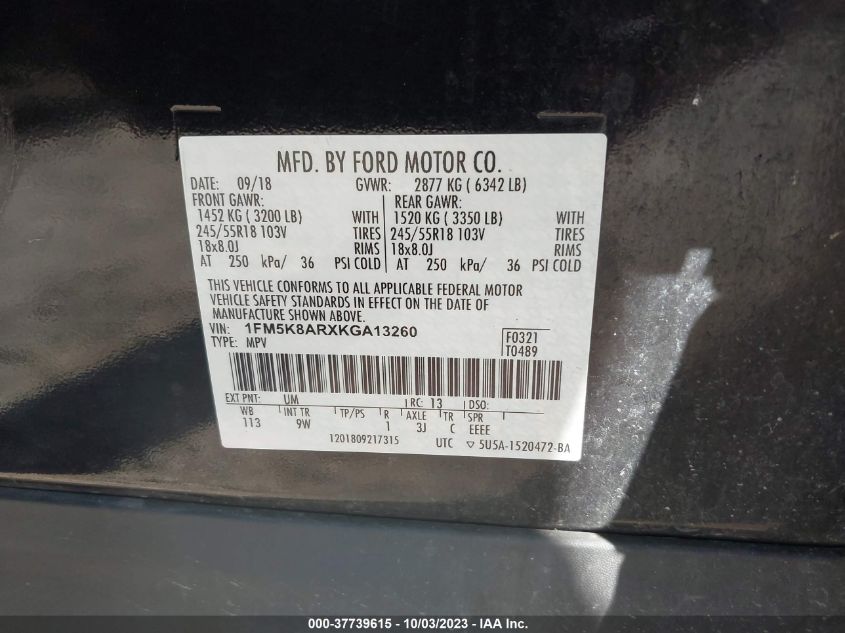 MFD. BY FORD MOTOR CO.
DATE: 09/18 GVWR: 2877 KG ( 6342 LB)
FRONT GAWR: REAR GAWR:
1452 KG ( 3200 LB) WITH 1520 KG ( 3350 LB) WITH
245/55R18 103V TIRES 245/55R18 103V TIRES
18x8.0J RIMS 18x8.0J RIMS
AT 250 kPa/ 36 PSI COLD AT 250 kPa/ 36 PSI COLD
THIS VEHICLE CONFORMS TO ALL APPLICABLE FEDERAL MOTOR
VEHICLE SAFETY STANDARDS IN EFFECT ON THE DATE OF
MANUFACTURE SHOWN ABOVE.
VIN: 1FM5K8ARXKGA13260 F0321
TYPE: MPV T0489
EXT PNT: UM RC: 13 DSO:
WB INT TR TP/PS R AXLE TR SPR
113 9W 1 3J C EEEE
1201809217315 UTC ▽ 5U5A-1520472-BA
000-37739615 - 10/03/2023 - IAA Inc.